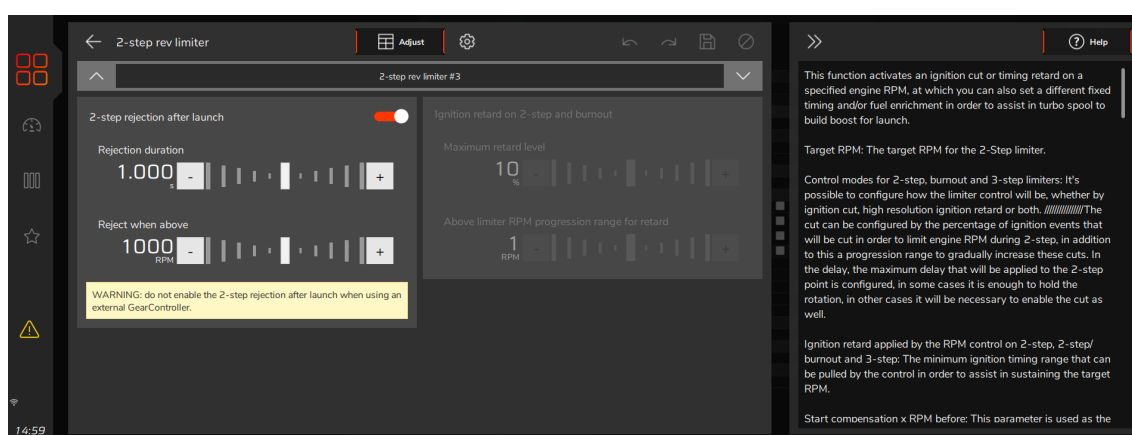 2-step rev limiter
Adjust
2-step rev limiter #3
2-step rejection after launch
Rejection duration
1.000
s
-
+
Reject when above
1000
RPM
-
+
WARNING: do not enable the 2-step rejection after launch when using an
external GearController.
Ignition retard on 2-step and burnout
Maximum retard level
10
%
-
+
Above limiter RPM progression range for retard
1
RPM
-
+
14:59
? Help
This function activates an ignition cut or timing retard on a
specified engine RPM, at which you can also set a different fixed
timing and/or fuel enrichment in order to assist in turbo spool to
build boost for launch.
Target RPM: The target RPM for the 2-Step limiter.
Control modes for 2-step, burnout and 3-step limiters: It's
possible to configure how the limiter control will be, whether by
ignition cut, high resolution ignition retard or both. ////////////////The
cut can be configured by the percentage of ignition events that
will be cut in order to limit engine RPM during 2-step, in addition
to this a progression range to gradually increase these cuts. In
the delay, the maximum delay that will be applied to the 2-step
point is configured, in some cases it is enough to hold the
rotation, in other cases it will be necessary to enable the cut as
well.
Ignition retard applied by the RPM control on 2-step, 2-step/
burnout and 3-step: The minimum ignition timing range that can
be pulled by the control in order to assist in sustaining the target
RPM.
Start compensation x RPM before: This parameter is used as the